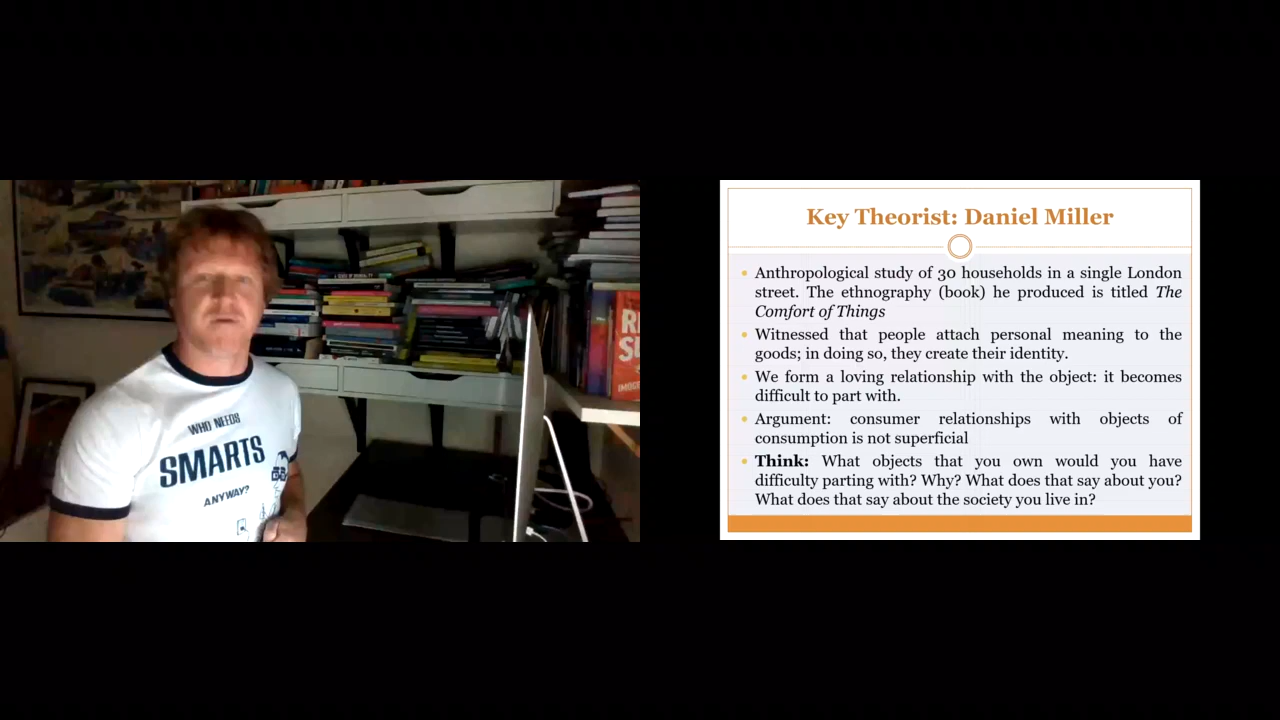 WHO NEEDS
SMARTS
ANYWAY?
Key Theorist: Daniel Miller
Anthropological study of 30 households in a single London
street. The ethnography (book) he produced is titled The
Comfort of Things
Witnessed that people attach personal meaning to the
goods; in doing so, they create their identity.
We form a loving relationship with the object: it becomes
difficult to part with.
Argument: consumer relationships with objects of
consumption is not superficial
Think: What objects that you own would you have
difficulty parting with? Why? What does that say about you?
What does that say about the society you live in?